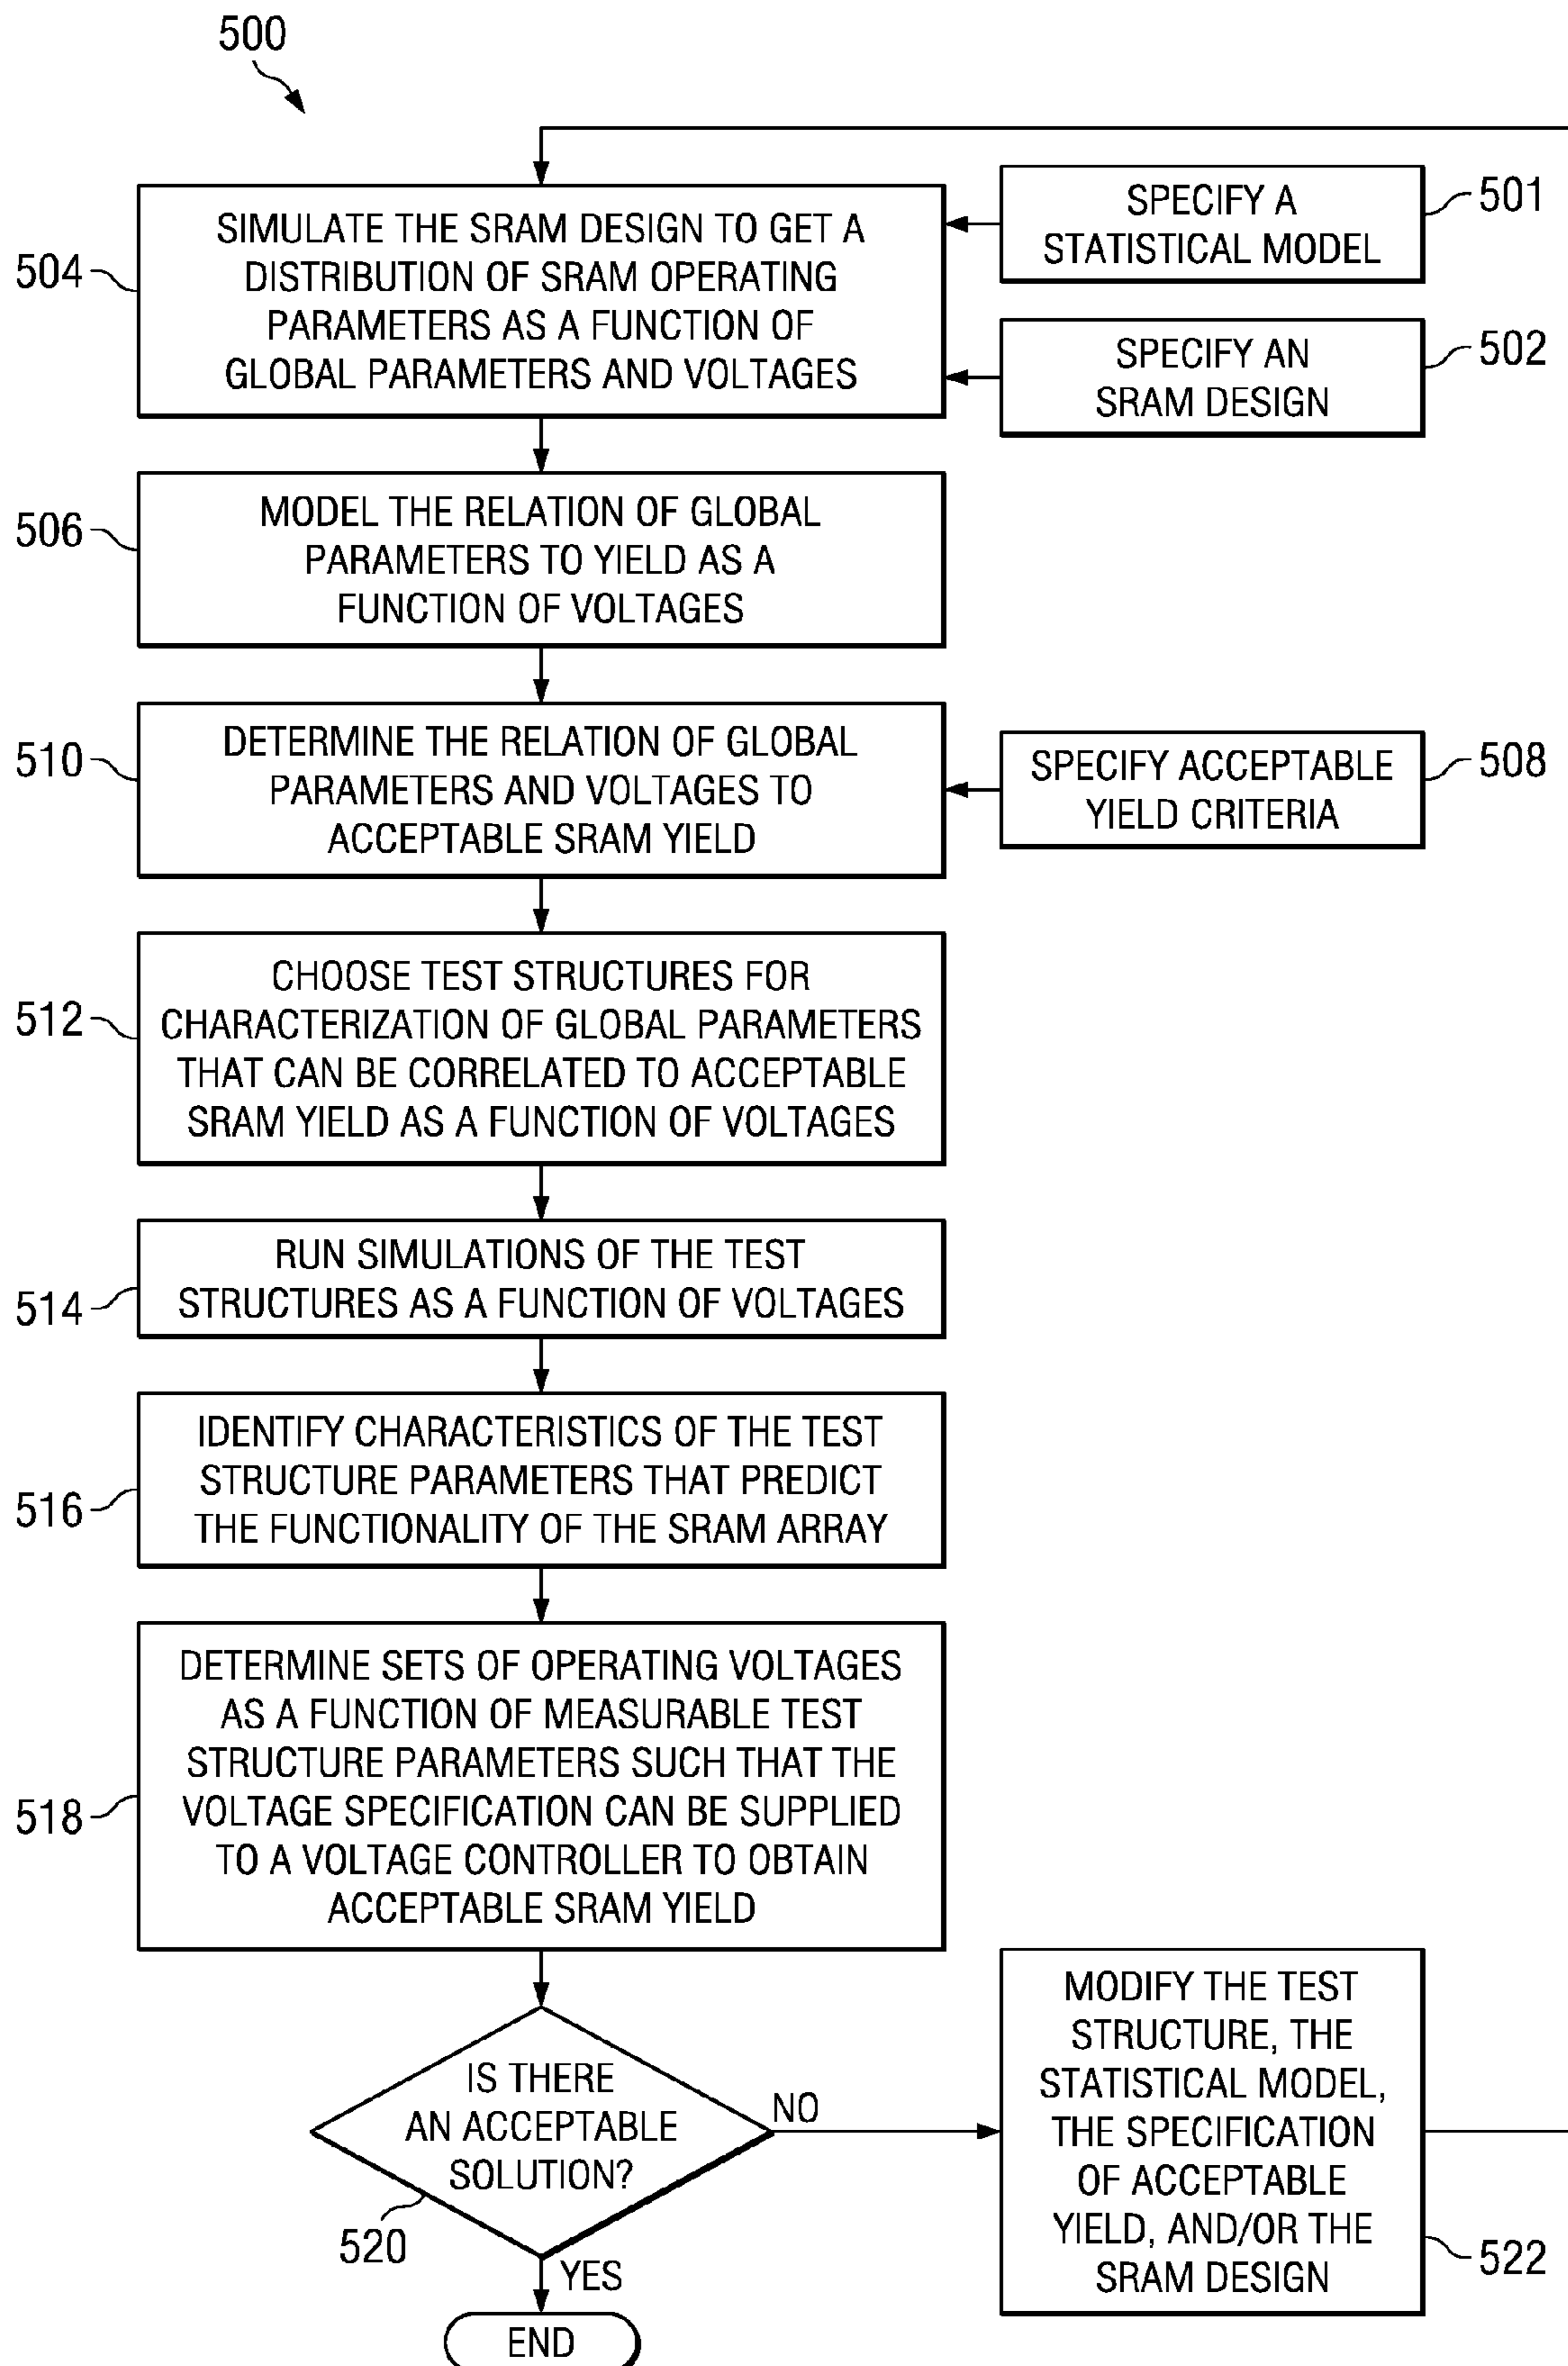 500
SIMULATE THE SRAM DESIGN TO GET A
DISTRIBUTION OF SRAM OPERATING
PARAMETERS AS A FUNCTION OF
GLOBAL PARAMETERS AND VOLTAGES
504
SPECIFY A
STATISTICAL MODEL
501
SPECIFY AN
SRAM DESIGN
502
MODEL THE RELATION OF GLOBAL
PARAMETERS TO YIELD AS A
FUNCTION OF VOLTAGES
506
DETERMINE THE RELATION OF GLOBAL
PARAMETERS AND VOLTAGES TO
ACCEPTABLE SRAM YIELD
510
SPECIFY ACCEPTABLE
YIELD CRITERIA
508
CHOOSE TEST STRUCTURES FOR
CHARACTERIZATION OF GLOBAL PARAMETERS
THAT CAN BE CORRELATED TO ACCEPTABLE
SRAM YIELD AS A FUNCTION OF VOLTAGES
512
RUN SIMULATIONS OF THE TEST
STRUCTURES AS A FUNCTION OF VOLTAGES
514
IDENTIFY CHARACTERISTICS OF THE TEST
STRUCTURE PARAMETERS THAT PREDICT
THE FUNCTIONALITY OF THE SRAM ARRAY
516
DETERMINE SETS OF OPERATING VOLTAGES
AS A FUNCTION OF MEASURABLE TEST
STRUCTURE PARAMETERS SUCH THAT THE
VOLTAGE SPECIFICATION CAN BE SUPPLIED
TO A VOLTAGE CONTROLLER TO OBTAIN
ACCEPTABLE SRAM YIELD
518
IS THERE
AN ACCEPTABLE
SOLUTION?
520
NO
MODIFY THE TEST
STRUCTURE, THE
STATISTICAL MODEL,
THE SPECIFICATION
OF ACCEPTABLE
YIELD, AND/OR THE
SRAM DESIGN
522
YES
END